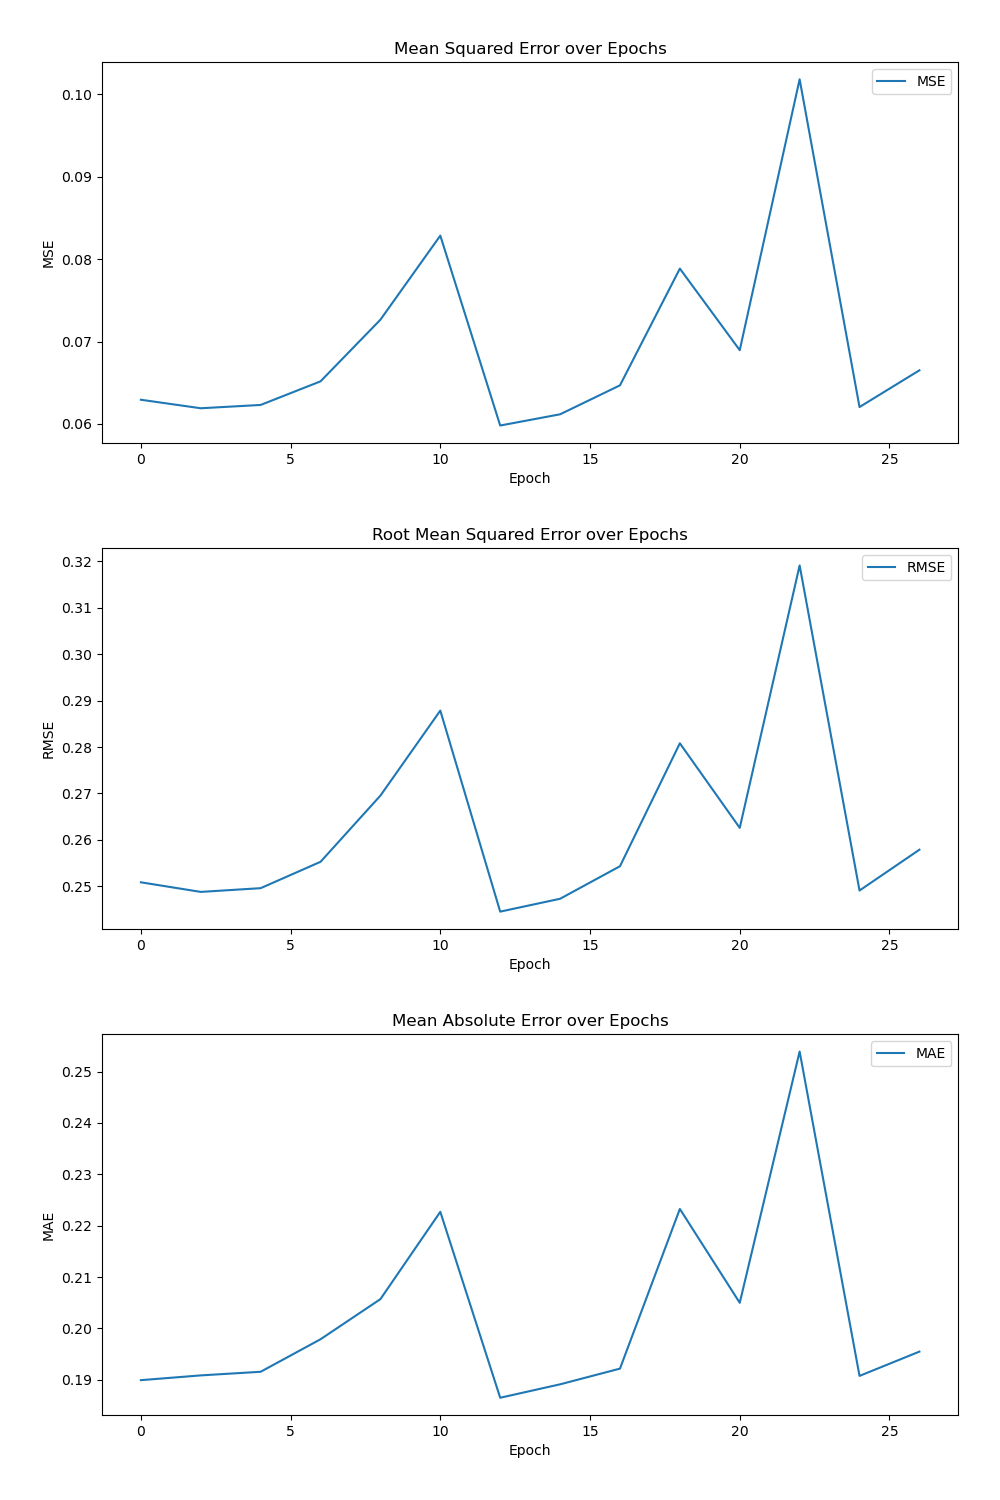 Mean Squared Error over Epochs
MSE
0.10
0.09
0.08
0.07
0.06
MSE
0 5 10 15 20 25
Epoch
Root Mean Squared Error over Epochs
RMSE
0.32
0.31
0.30
0.29
0.28
0.27
0.26
0.25
RMSE
0 5 10 15 20 25
Epoch
Mean Absolute Error over Epochs
MAE
0.25
0.24
0.23
0.22
0.21
0.20
0.19
MAE
0 5 10 15 20 25
Epoch